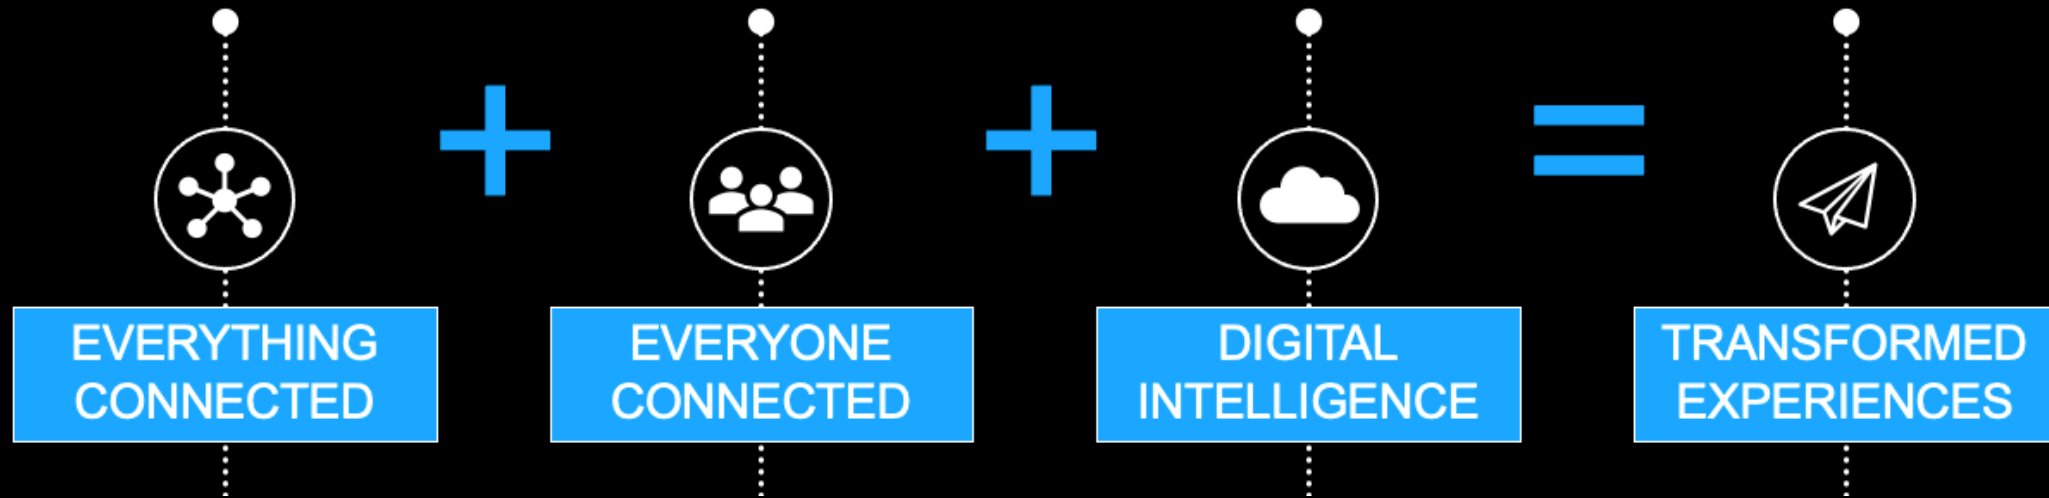 EVERYTHING
CONNECTED
+
EVERYONE
CONNECTED
+
DIGITAL
INTELLIGENCE
=
TRANSFORMED
EXPERIENCES